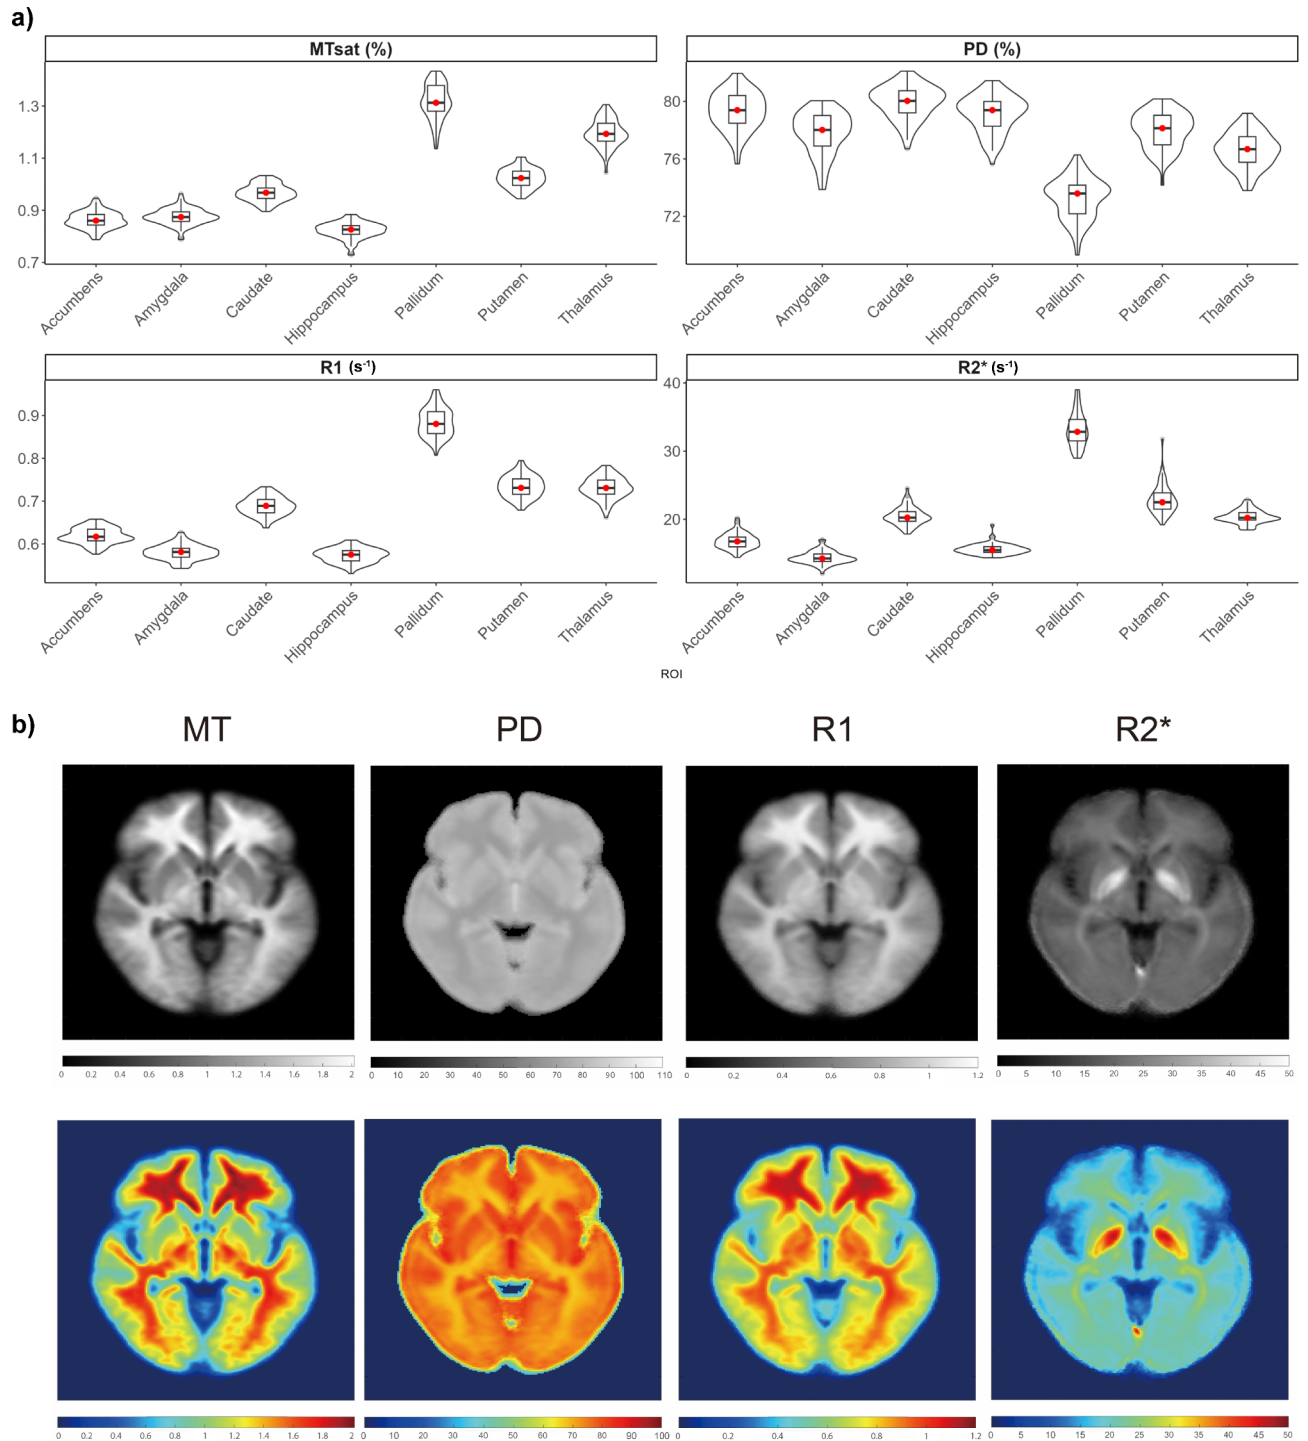 a)
MTsat (%)
PD (%)
1.3
1.1
0.9
0.7
80
76
72
Accumbens
Amygdala
Caudate
Hippocampus
Pallidum
Putamen
Thalamus
Accumbens
Amygdala
Caudate
Hippocampus
Pallidum
Putamen
Thalamus
R1 (s⁻¹)
R2* (s⁻¹)
0.9
0.8
0.7
0.6
40
30
20
Accumbens
Amygdala
Caudate
Hippocampus
Pallidum
Putamen
Thalamus
Accumbens
Amygdala
Caudate
Hippocampus
Pallidum
Putamen
Thalamus
ROI
b)
MT PD R1 R2*
0 0.2 0.4 0.6 0.8 1 1.2 1.4 1.6 1.8 2
0 10 20 30 40 50 60 70 80 90 100 110
0 0.2 0.4 0.6 0.8 1 1.2
0 5 10 15 20 25 30 35 40 45 50
0 0.2 0.4 0.6 0.8 1 1.2 1.4 1.6 1.8 2
0 10 20 30 40 50 60 70 80 90 100
0 0.2 0.4 0.6 0.8 1 1.2
0 5 10 15 20 25 30 35 40 45 50